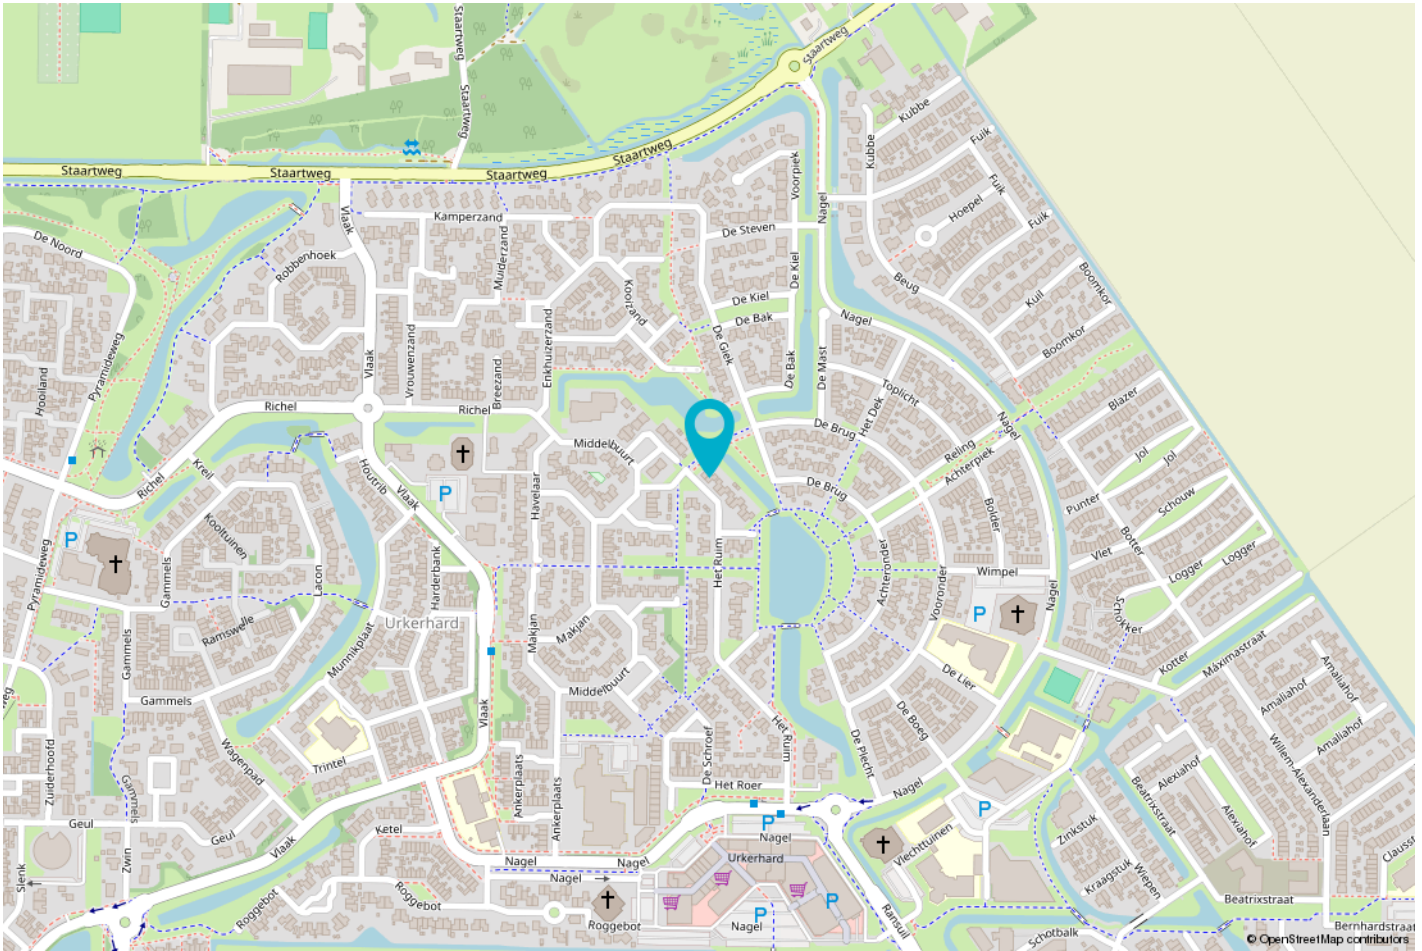 Staartweg
Staartweg
Staartweg
Staartweg
Staartweg
Staartweg
Staartweg
Kubbe
Kubbe
Fuik
Fuik
Fuik
Hoepel
Voorpiek
Nagel
Vlaak
Kamperzand
De Steven
De Noord
Robbenhoek
Muiderzand
De Kiel
De Kiel
Beug
Boomkor
Kuil
Kooizand
De Bak
Nagel
Boomkor
Pyramideweg
Enkhuizerzand
De Giek
Vlaak
Vrouwenzand
De Bak
De Mast
Hooiland
Breezand
Toplicht
Blazer
Richel
Richel
Het Dek
De Brug
Nagel
Middelbuurt
Reling
Jol
Jol
Achterpiek
Kreil
Houtrib
Richel
P
Vlaak
Havelaar
De Brug
Punter
Schouw
Bolder
Kooltuinen
P
Botter
Pyramideweg
Gammels
Lacon
Harderbank
Het Ruim
Achteronder
Vooronder
Wimpel
Vlet
Logger
Logger
Nagel
P
Schokker
Ramswelle
Urkerhard
Makjan
Makjan
Gammels
Munnikplaat
Kotter
Máximastraat
De Lier
Amaliahof
Gammels
Middelbuurt
Amaliahof
weg
Vlaak
De Boeg
Amaliahof
Het Ruim
De Schroef
De Plecht
Willem-Alexanderlaan
Zuiderhoofd
Wagenpad
Trintel
Ankerplaats
Ankerplaats
Het Roer
Nagel
Alexiahof
Beatrixstraat
Alexiahof
Gammels
P
P
Geul
Geul
Ketel
Nagel
Vlechttuinen
Zinkstuk
Vlaak
Zwin
Nagel
Nagel
Urkerhard
Claus
Slenk
Nagel
Kraagstuk
Wiepen
Roggebot
Roggebot
P
P
Ransuil
Beatrixstraat
Roggebot
Nagel
Schotbalk
Bernhardstraat
© OpenStreetMap contributors